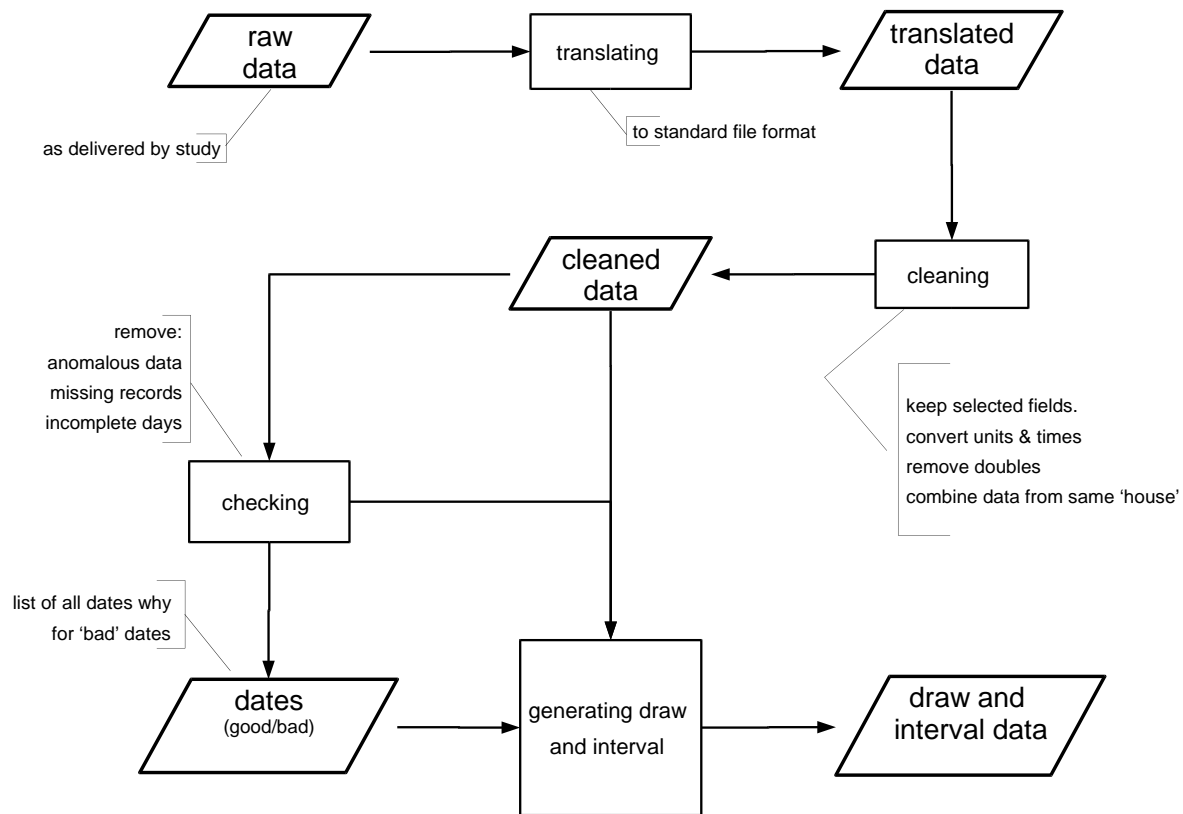 raw
data
translating
translated
data
as delivered by study
to standard file format
cleaned
data
cleaning
remove:
anomalous data
missing records
incomplete days
keep selected fields.
convert units & times
remove doubles
combine data from same ‘house’
checking
list of all dates why
for ‘bad’ dates
dates
(good/bad)
generating draw
and interval
draw and
interval data